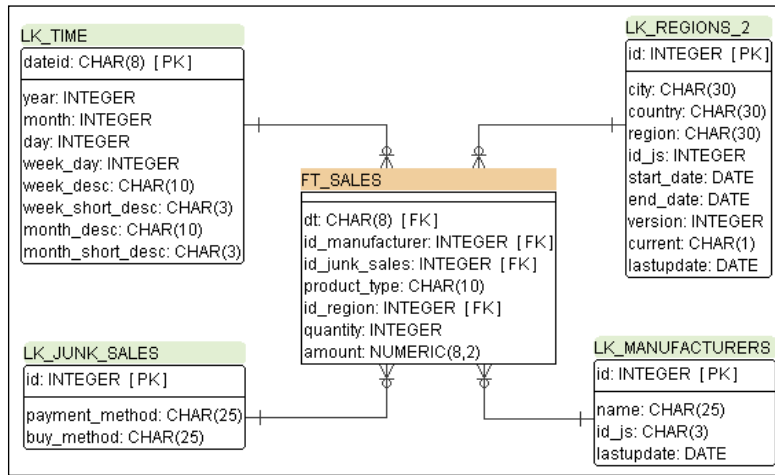 LK_TIME
dateid: CHAR(8) [PK]
year: INTEGER
month: INTEGER
day: INTEGER
week_day: INTEGER
week_desc: CHAR(10)
week_short_desc: CHAR(3)
month_desc: CHAR(10)
month_short_desc: CHAR(3)
LK_REGIONS_2
id: INTEGER [PK]
city: CHAR(30)
country: CHAR(30)
region: CHAR(30)
id_js: INTEGER
start_date: DATE
end_date: DATE
version: INTEGER
current: CHAR(1)
lastupdate: DATE
FT_SALES
dt: CHAR(8) [FK]
id_manufacturer: INTEGER [FK]
id_junk_sales: INTEGER [FK]
product_type: CHAR(10)
id_region: INTEGER [FK]
quantity: INTEGER
amount: NUMERIC(8,2)
LK_JUNK_SALES
id: INTEGER [PK]
payment_method: CHAR(25)
buy_method: CHAR(25)
LK_MANUFACTURERS
id: INTEGER [PK]
name: CHAR(25)
id_js: CHAR(3)
lastupdate: DATE